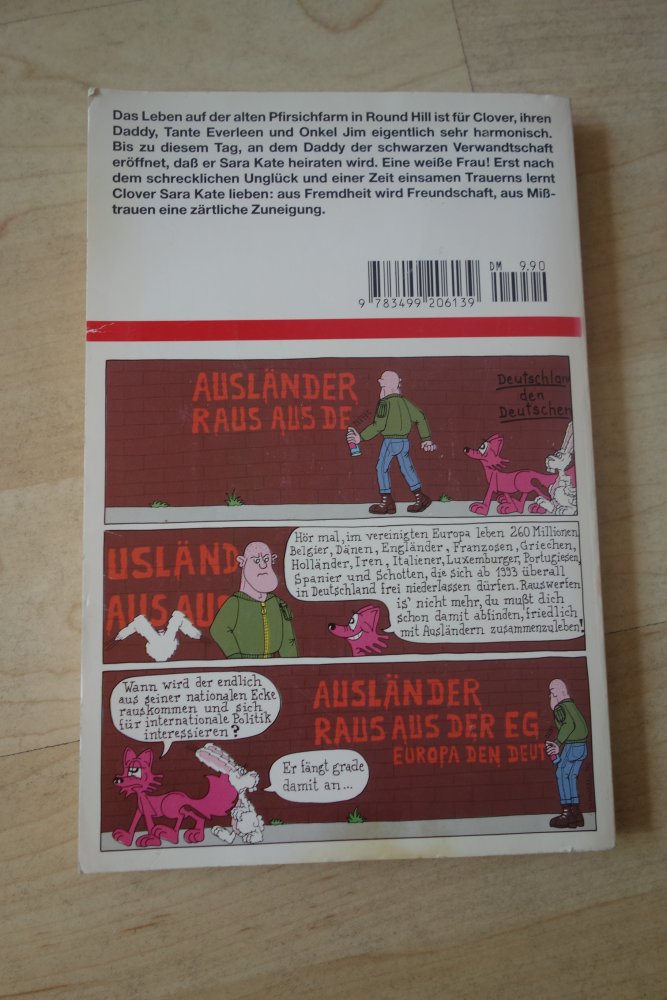 Das Leben auf der alten Pfirsichfarm in Round Hill ist für Clover, ihren
Daddy, Tante Everleen und Onkel Jim eigentlich sehr harmonisch.
Bis zu diesem Tag, an dem Daddy der schwarzen Verwandtschaft
eröffnet, daß er Sara Kate heiraten wird. Eine weiße Frau! Erst nach
dem schrecklichen Unglück und einer Zeit einsamen Trauerns lernt
Clover Sara Kate lieben: aus Fremdheit wird Freundschaft, aus Miß-
trauen eine zärtliche Zuneigung.
DM 9.90
9 783499 206139
AUSLÄNDER
RAUS AUS DE
Deutschlan
den
Deutschen
USLÄND
AUS AUS
Hör mal, im vereinigten Europa leben 260 Millionen
Belgier, Dänen, Engländer, Franzosen, Griechen,
Holländer, Iren, Italiener, Luxemburger, Portugiesen,
Spanier und Schotten, die sich ab 1993 überall
in Deutschland frei niederlassen dürfen. Rauswerfen
is' nicht mehr, du mußt dich
schon damit abfinden, friedlich
mit Ausländern zusammenzuleben!
Wann wird der endlich
aus seiner nationalen Ecke
rauskommen und sich
für internationale Politik
interessieren?
Er fängt grade
damit an...
AUSLÄNDER
RAUS AUS DER EG
EUROPA DEN DEUT